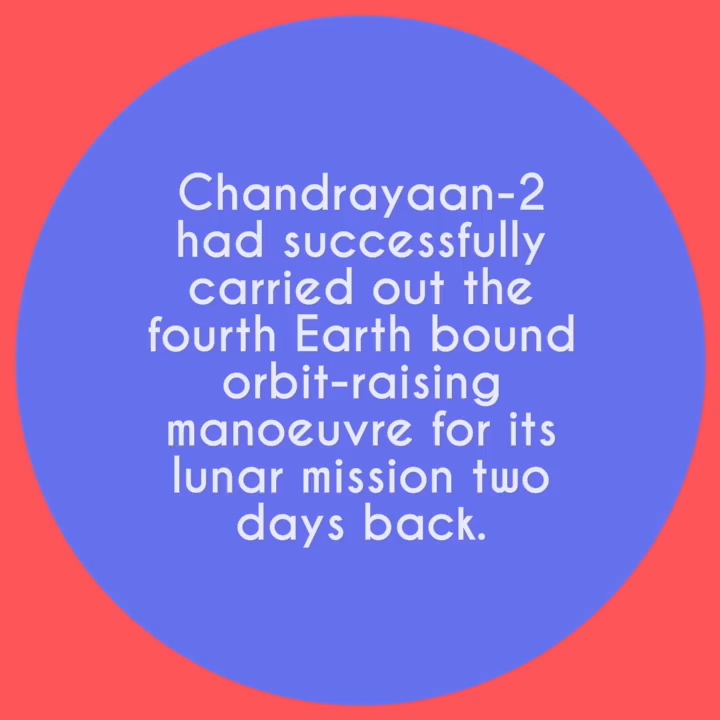 Chandrayaan-2
had successfully
carried out the
fourth Earth bound
orbit-raising
manoeuvre for its
lunar mission two
days back.